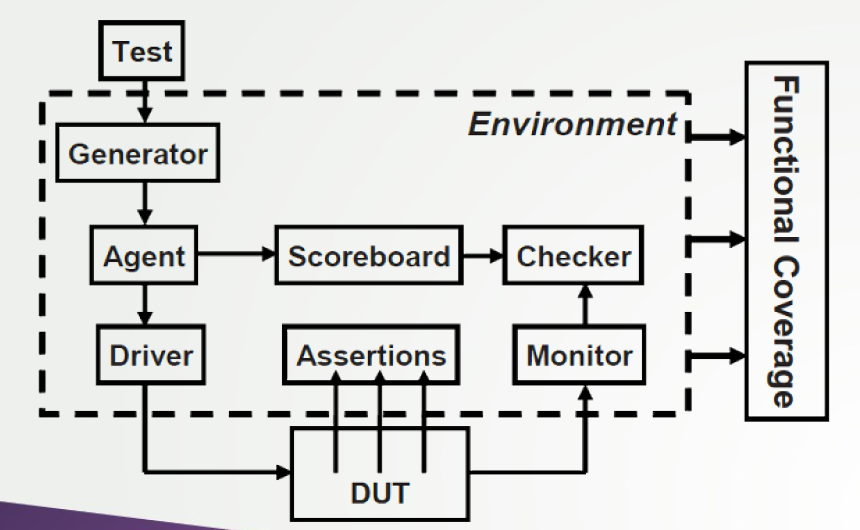 Test
Environment
Generator
Agent
Scoreboard
Checker
Driver
Assertions
Monitor
DUT
Functional Coverage